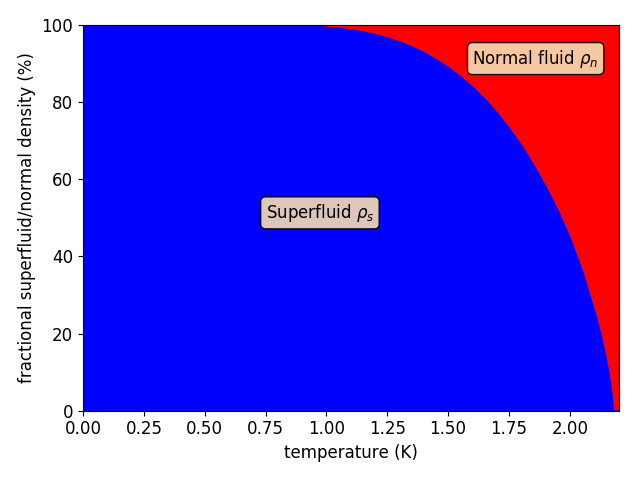 100
80
60
40
20
0
fractional superfluid/normal density (%)
Normal fluid ρₙ
Superfluid ρₛ
0.00 0.25 0.50 0.75 1.00 1.25 1.50 1.75 2.00
temperature (K)